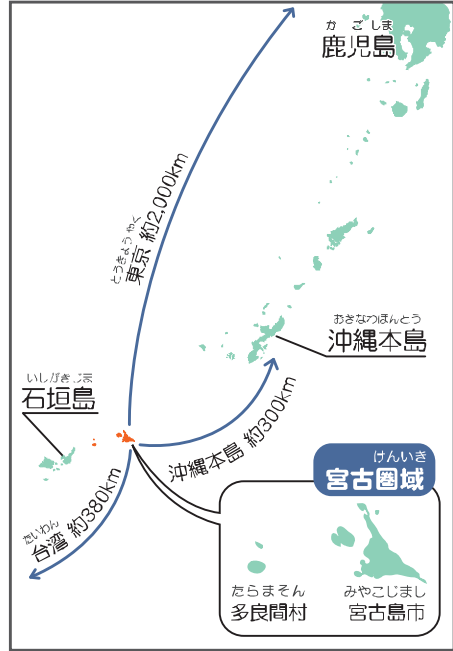 かごしま
鹿児島
とうきょうやく
東京 約2,000km
おきなわほんとう
沖縄本島
いしがきじま
石垣島
沖縄本島 約300km
たいわん
台湾 約380km
けんいき
宮古圏域
たらまそん
多良間村
みやこじまし
宮古島市